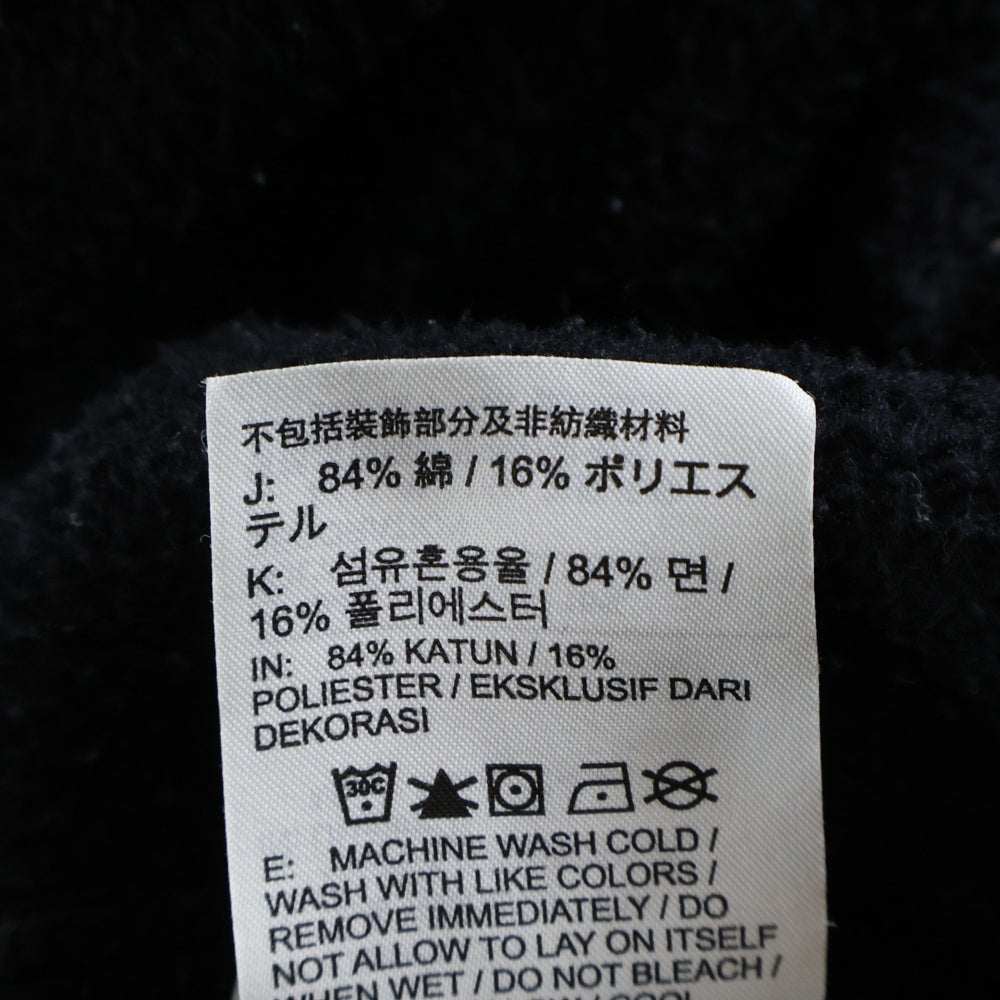 不包括裝飾部分及非紡織材料
J: 84% 綿 / 16% ポリエス
テル
K: 섬유혼용율 / 84% 면 /
16% 폴리에스터
IN: 84% KATUN / 16%
POLIESTER / EKSKLUSIF DARI
DEKORASI
30C
E: MACHINE WASH COLD /
WASH WITH LIKE COLORS /
REMOVE IMMEDIATELY / DO
NOT ALLOW TO LAY ON ITSELF
WHEN WET / DO NOT BLEACH /